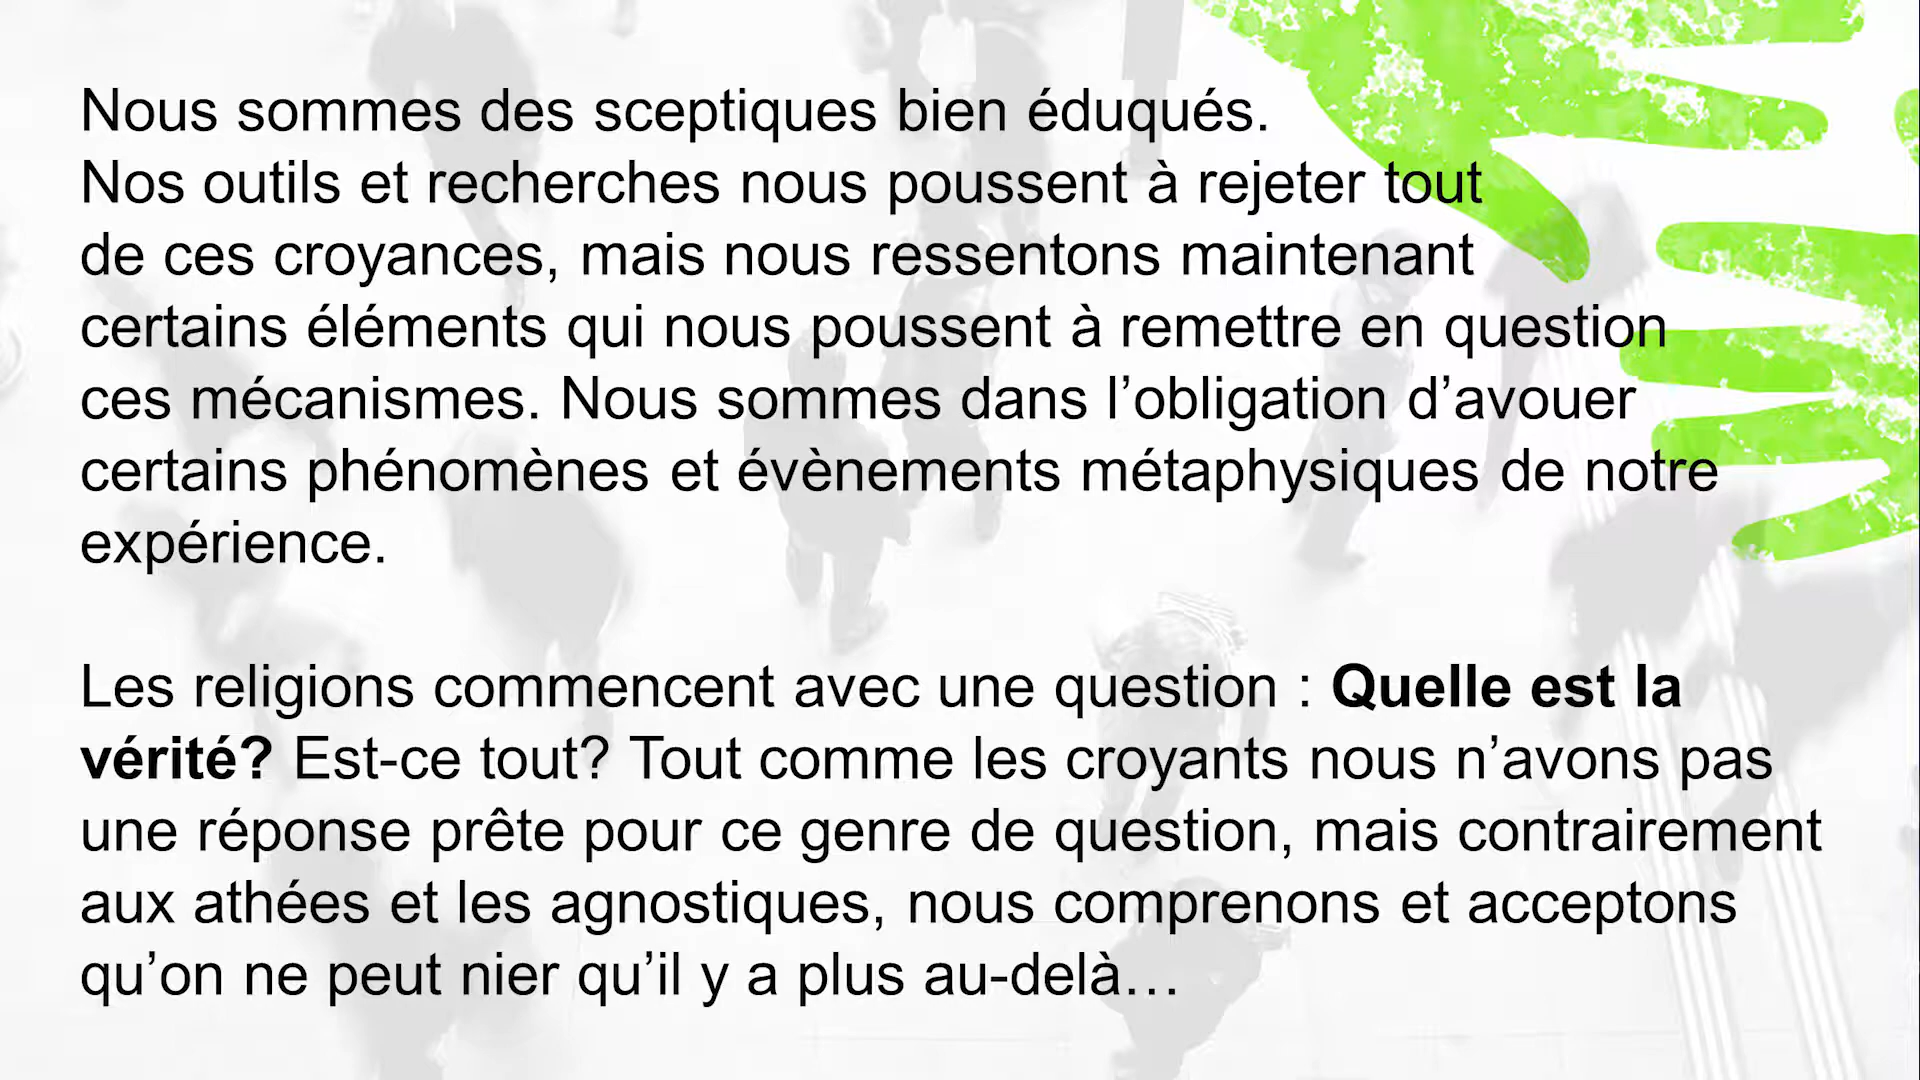 Nous sommes des sceptiques bien éduqués.
Nos outils et recherches nous poussent à rejeter tout
de ces croyances, mais nous ressentons maintenant
certains éléments qui nous poussent à remettre en question
ces mécanismes. Nous sommes dans l’obligation d’avouer
certains phénomènes et évènements métaphysiques de notre
expérience.
Les religions commencent avec une question : Quelle est la
vérité? Est-ce tout? Tout comme les croyants nous n’avons pas
une réponse prête pour ce genre de question, mais contrairement
aux athées et les agnostiques, nous comprenons et acceptons
qu’on ne peut nier qu’il y a plus au-delà…